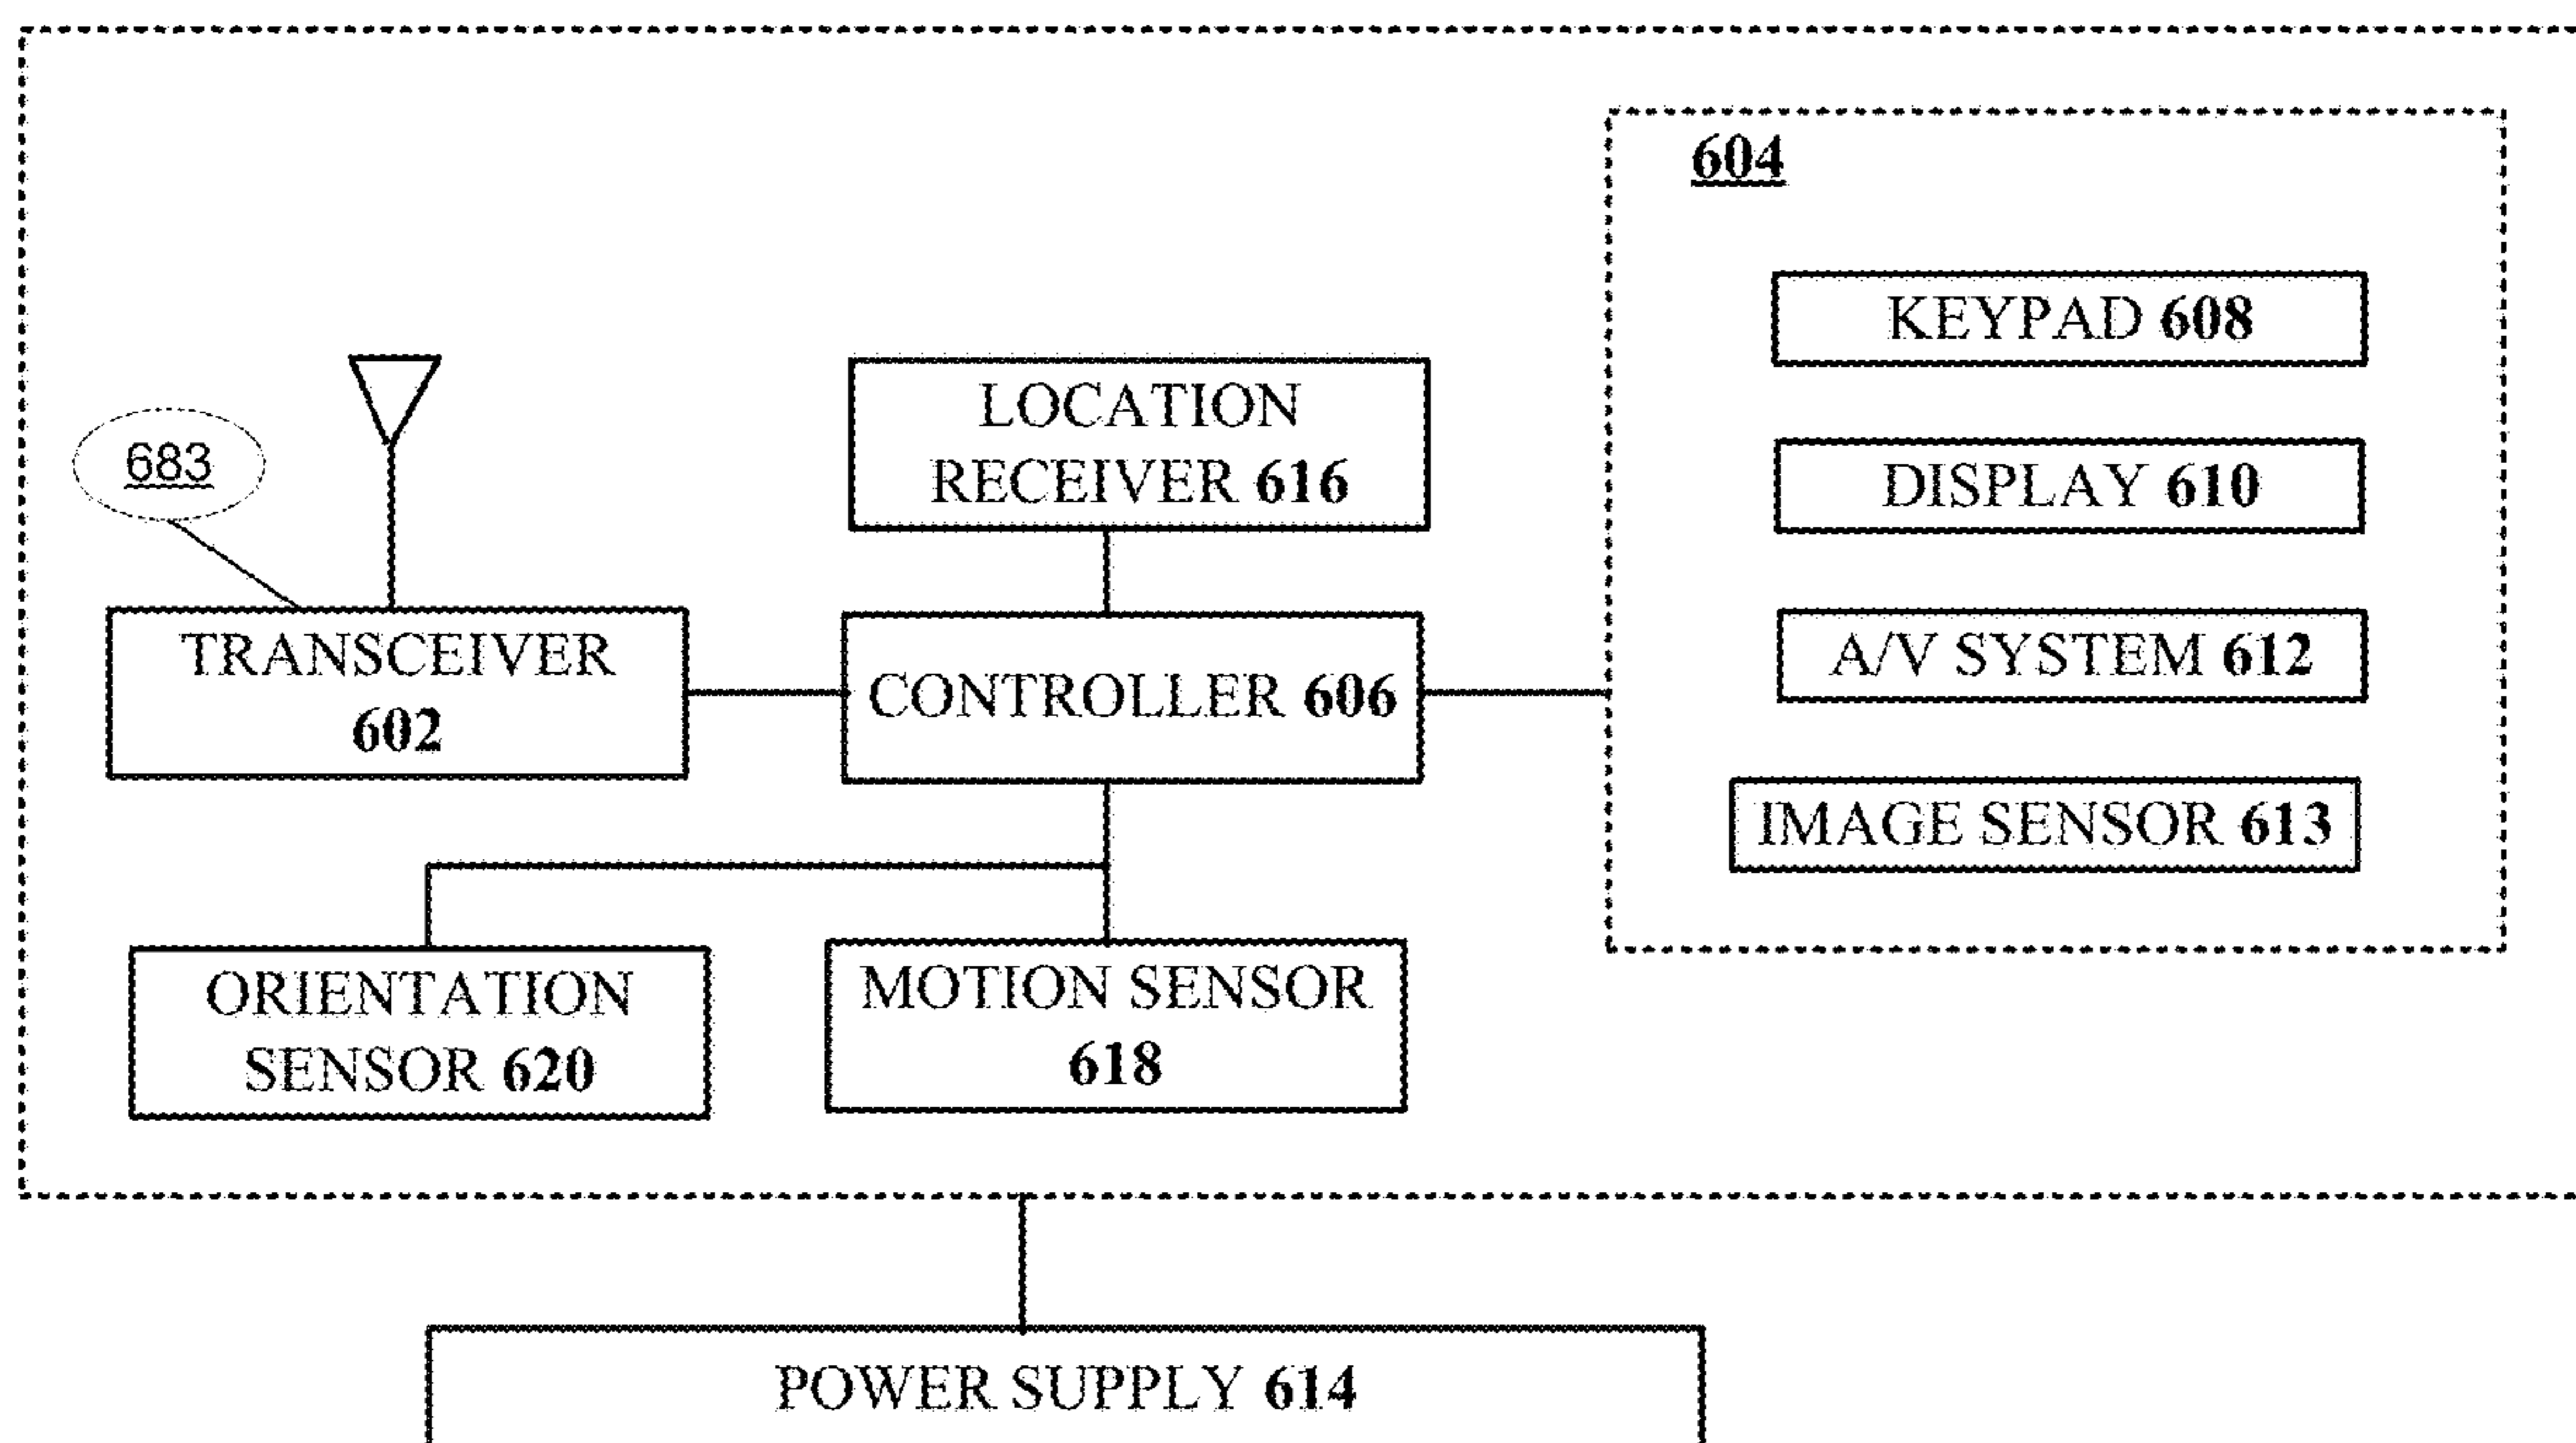 604
KEYPAD 608
LOCATION
RECEIVER 616
683
DISPLAY 610
TRANSCEIVER
602
CONTROLLER 606
A/V SYSTEM 612
IMAGE SENSOR 613
ORIENTATION
SENSOR 620
MOTION SENSOR
618
POWER SUPPLY 614